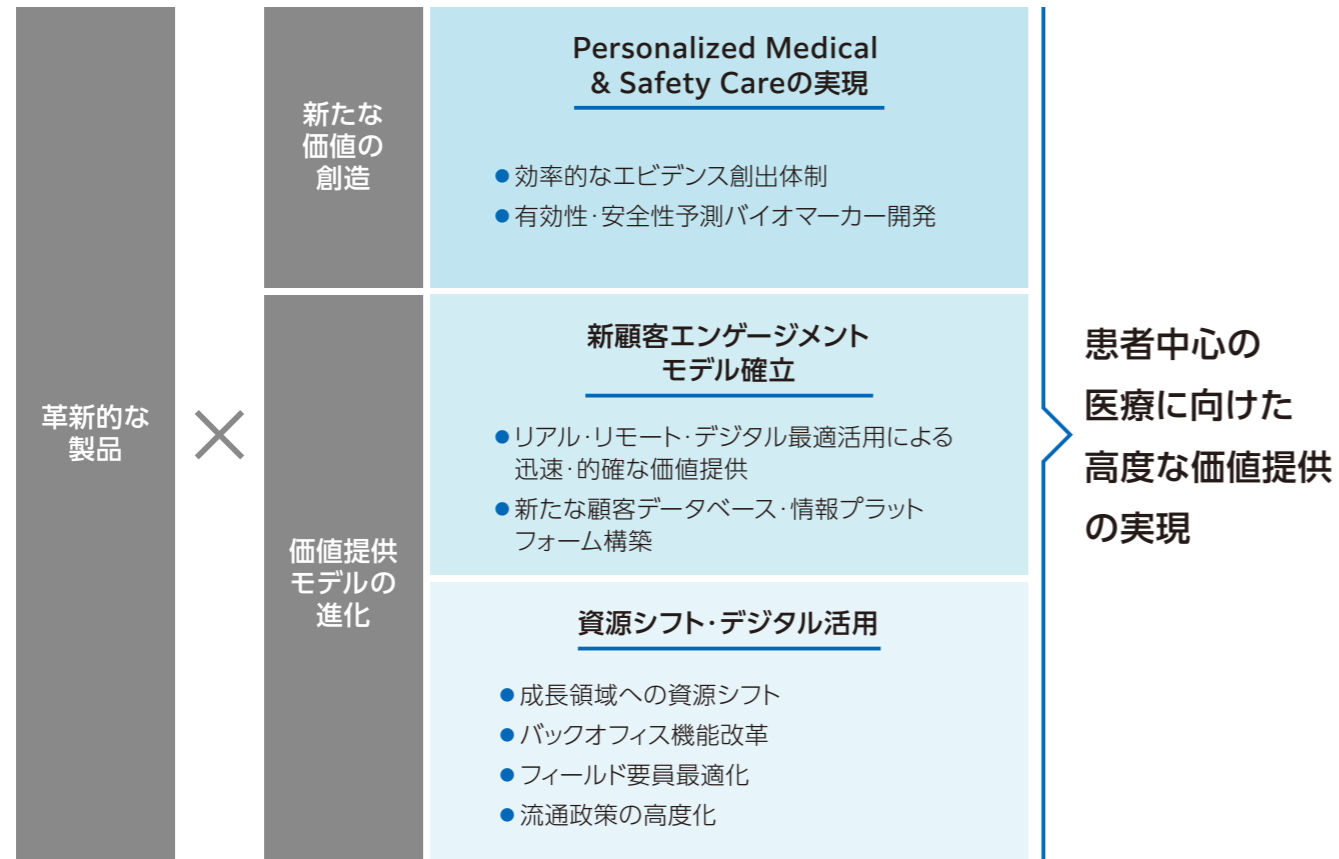 革新的な
製品
×
新たな
価値の
創造
Personalized Medical
& Safety Careの実現
●効率的なエビデンス創出体制
●有効性・安全性予測バイオマーカー開発
価値提供
モデルの
進化
新顧客エンゲージメント
モデル確立
●リアル・リモート・デジタル最適活用による
迅速・的確な価値提供
●新たな顧客データベース・情報プラット
フォーム構築
資源シフト・デジタル活用
●成長領域への資源シフト
●バックオフィス機能改革
●フィールド要員最適化
●流通政策の高度化
患者中心の
医療に向けた
高度な価値提供
の実現